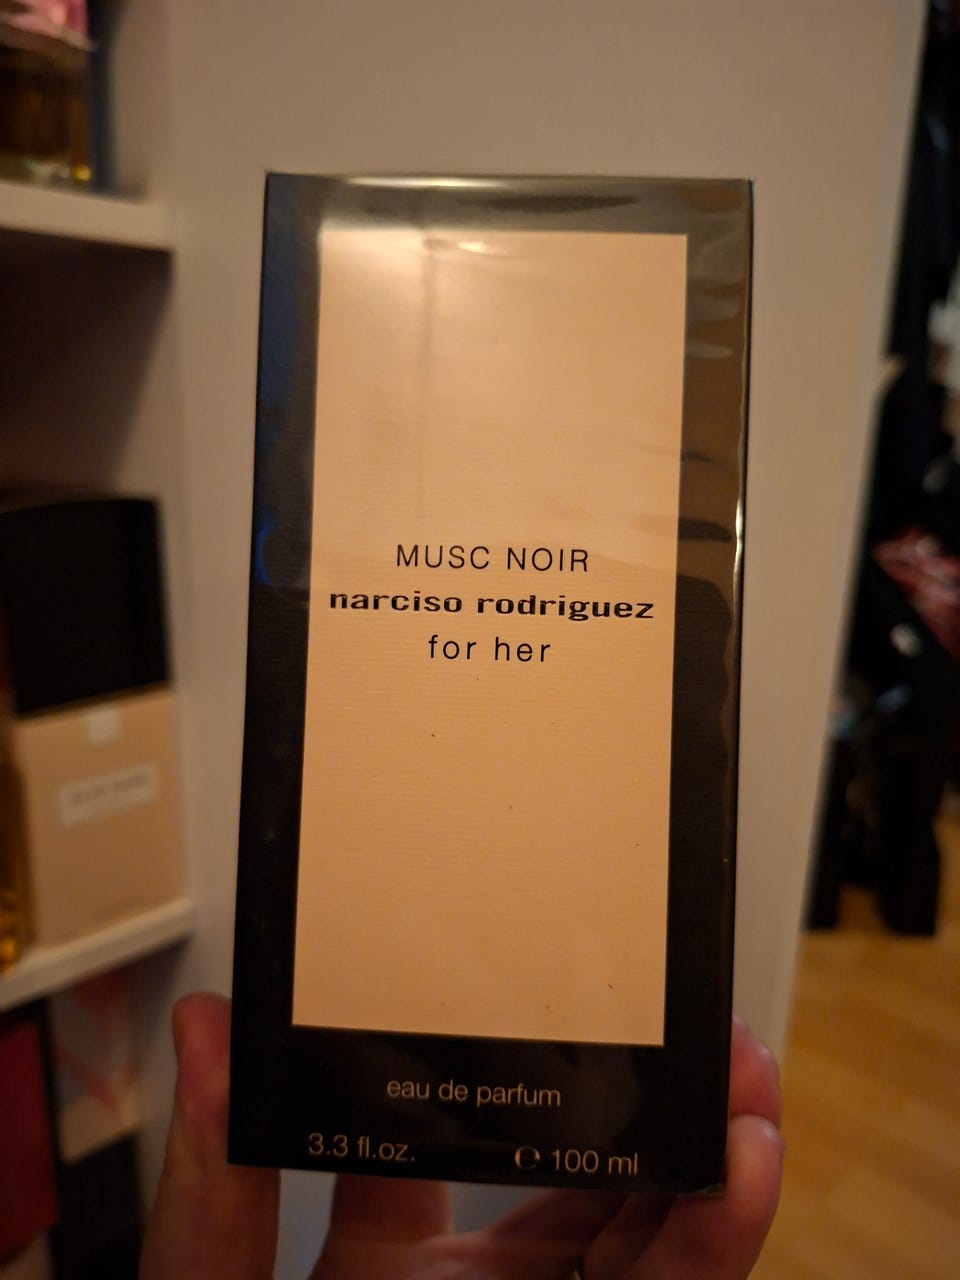 MUSC NOIR
narciso rodriguez
for her
eau de parfum
3.3 fl.oz. ℮ 100 ml